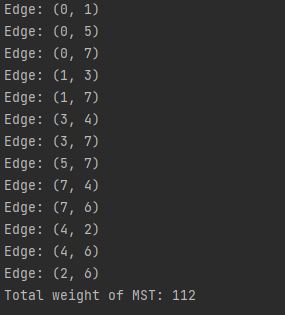 Edge: (0, 1)
Edge: (0, 5)
Edge: (0, 7)
Edge: (1, 3)
Edge: (1, 7)
Edge: (3, 4)
Edge: (3, 7)
Edge: (5, 7)
Edge: (7, 4)
Edge: (7, 6)
Edge: (4, 2)
Edge: (4, 6)
Edge: (2, 6)
Total weight of MST: 112